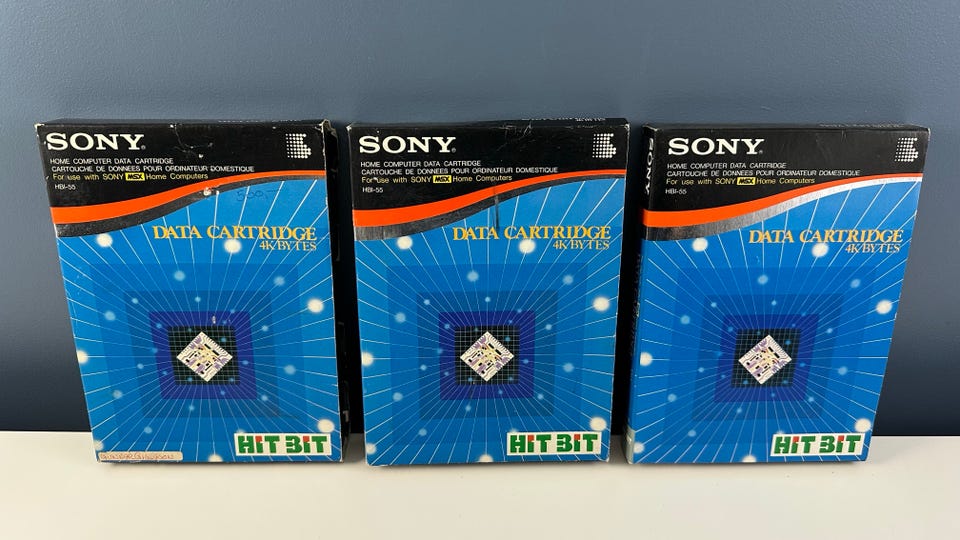 SONY
HOME COMPUTER DATA CARTRIDGE
CARTOUCHE DE DONNEES POUR ORDINATEUR DOMESTIQUE
For use with SONY MSX Home Computers
HBI-55
500,-
DATA CARTRIDGE
4K/BYTES
HiT BiT
SONY
HOME COMPUTER DATA CARTRIDGE
CARTOUCHE DE DONNEES POUR ORDINATEUR DOMESTIQUE
For use with SONY MSX Home Computers
HBI-55
DATA CARTRIDGE
4K/BYTES
HiT BiT
SONY
SONY
HOME COMPUTER DATA CARTRIDGE
CARTOUCHE DE DONNEES POUR ORDINATEUR DOMESTIQUE
For use with SONY MSX Home Computers
HBI-55
DATA CARTRIDGE
4K/BYTES
HiT BiT